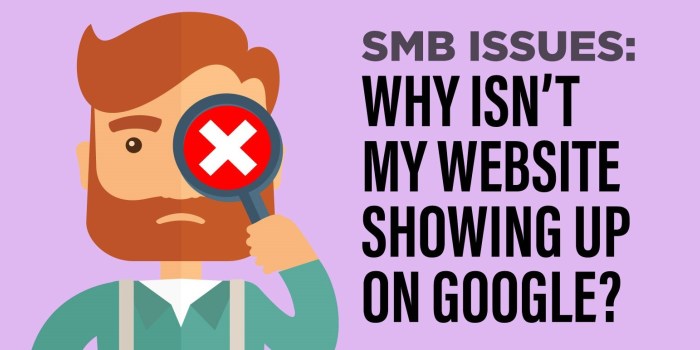 SMB ISSUES:
WHY ISN'T
MY WEBSITE
SHOWING UP
ON GOOGLE?